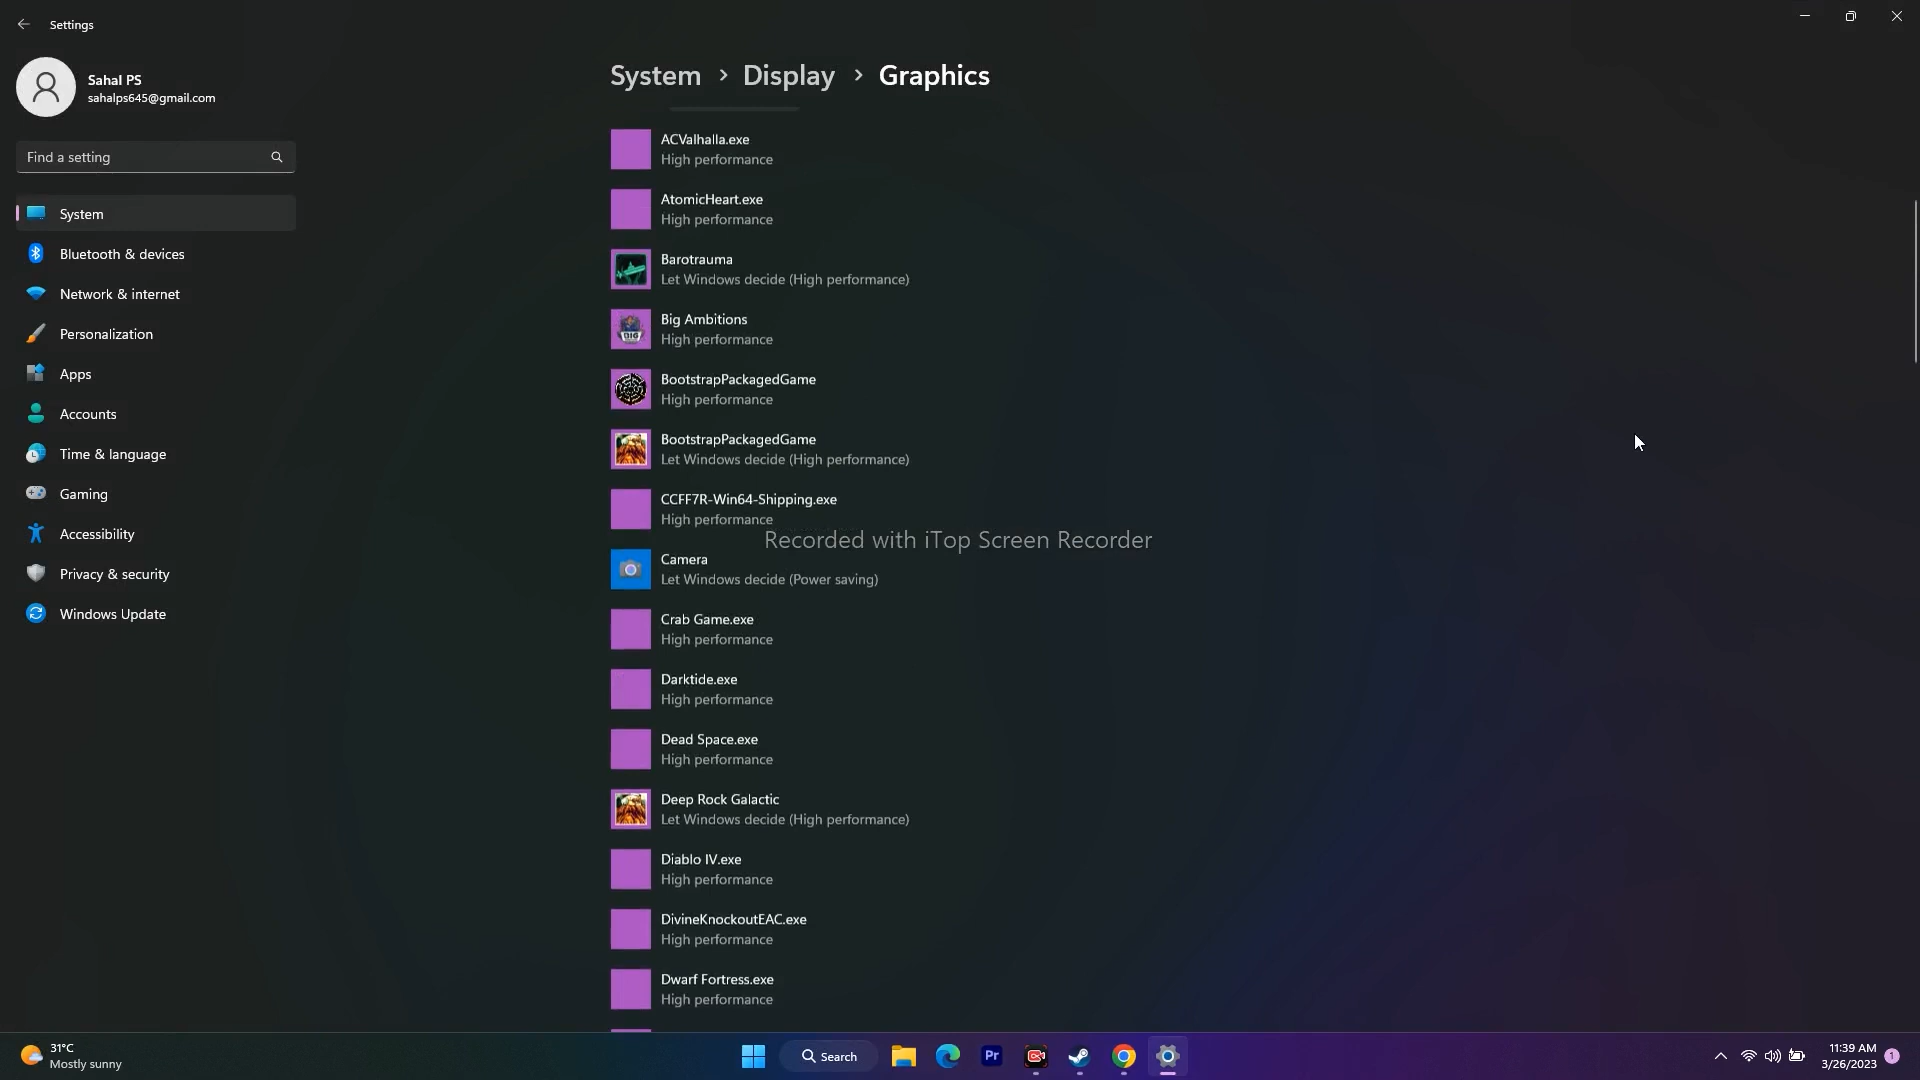 Settings
Sahal PS
sahalps645@gmail.com
Find a setting
System
Bluetooth & devices
Network & internet
Personalization
Apps
Accounts
Time & language
Gaming
Accessibility
Privacy & security
Windows Update
System > Display > Graphics
ACValhalla.exe
High performance
AtomicHeart.exe
High performance
Barotrauma
Let Windows decide (High performance)
Big Ambitions
High performance
BootstrapPackagedGame
High performance
BootstrapPackagedGame
Let Windows decide (High performance)
CCFF7R-Win64-Shipping.exe
High performance
Recorded with iTop Screen Recorder
Camera
Let Windows decide (Power saving)
Crab Game.exe
High performance
Darktide.exe
High performance
Dead Space.exe
High performance
Deep Rock Galactic
Let Windows decide (High performance)
Diablo IV.exe
High performance
DivineKnockoutEAC.exe
High performance
Dwarf Fortress.exe
High performance
31°C
Mostly sunny
Search
Pr
11:39 AM
3/26/2023
1